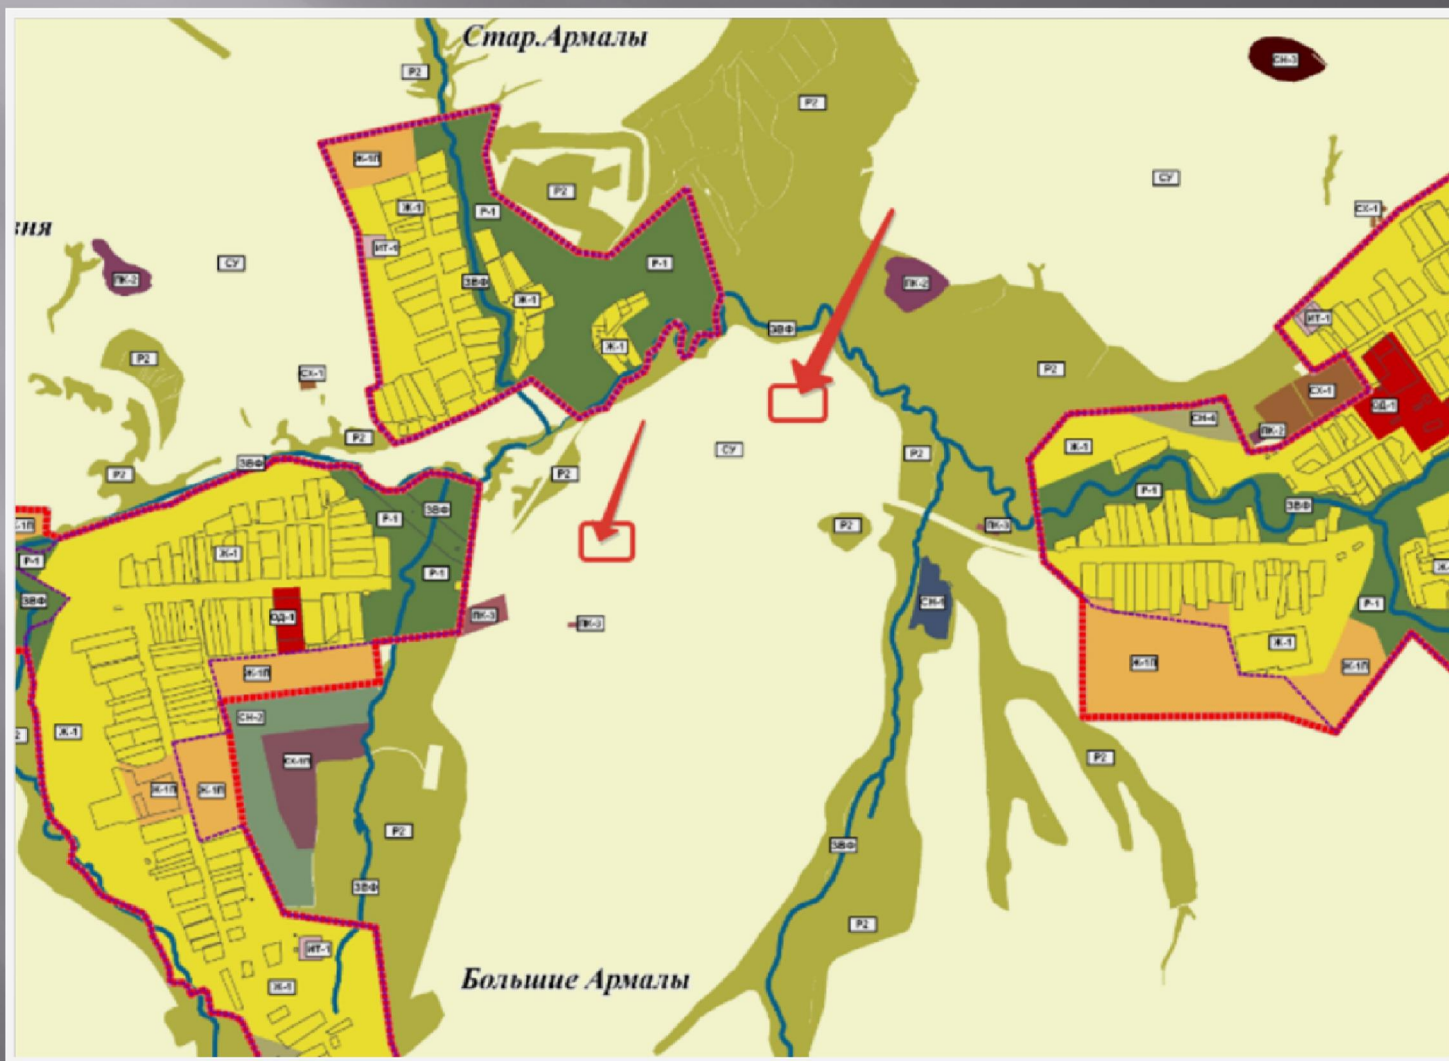 Стар.Армалы
Р2
СН-3
Р2
Ж-1П
СУ
Р2
Ж-1
Р-1
СХ-1
вня
ИТ-1
СУ
Р-1
ПК-2
ЗВФ
ПК-2
Ж-1
ИТ-1
ЗВФ
Ж-1
Р2
СХ-1
Р2
СХ-1
ОД-1
СН-4
ПК-2
Р2
Ж-1
СУ
Р2
ЗВФ
Р2
Р2
Р-1
ЗВФ
ЗВФ
Р-1
-1П
Р2
ПК-3
Ж-1
Р-1
Р-1
ЗВФ
СН-1
Р-1
ОД-1
ПК-3
ПК-3
Ж-1
Ж-1П
Ж-1П
Ж-1П
СН-2
Ж-1
СХ-1П
Р2
Ж-1П
Ж-1П
Р2
ЗВФ
ЗВФ
Р2
ИТ-1
Большие Армалы
Ж-1